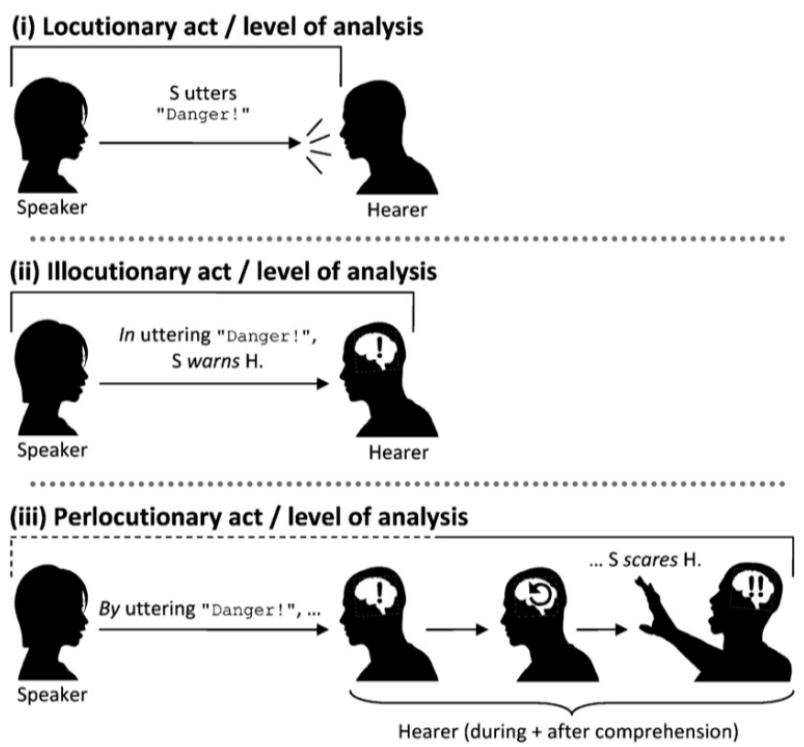 (i) Locutionary act / level of analysis
S utters
"Danger!"
Speaker
Hearer
(ii) Illocutionary act / level of analysis
In uttering "Danger!",
S warns H.
!
Speaker
Hearer
(iii) Perlocutionary act / level of analysis
... S scares H.
By uttering "Danger!", ...
!
!!
Speaker
Hearer (during + after comprehension)